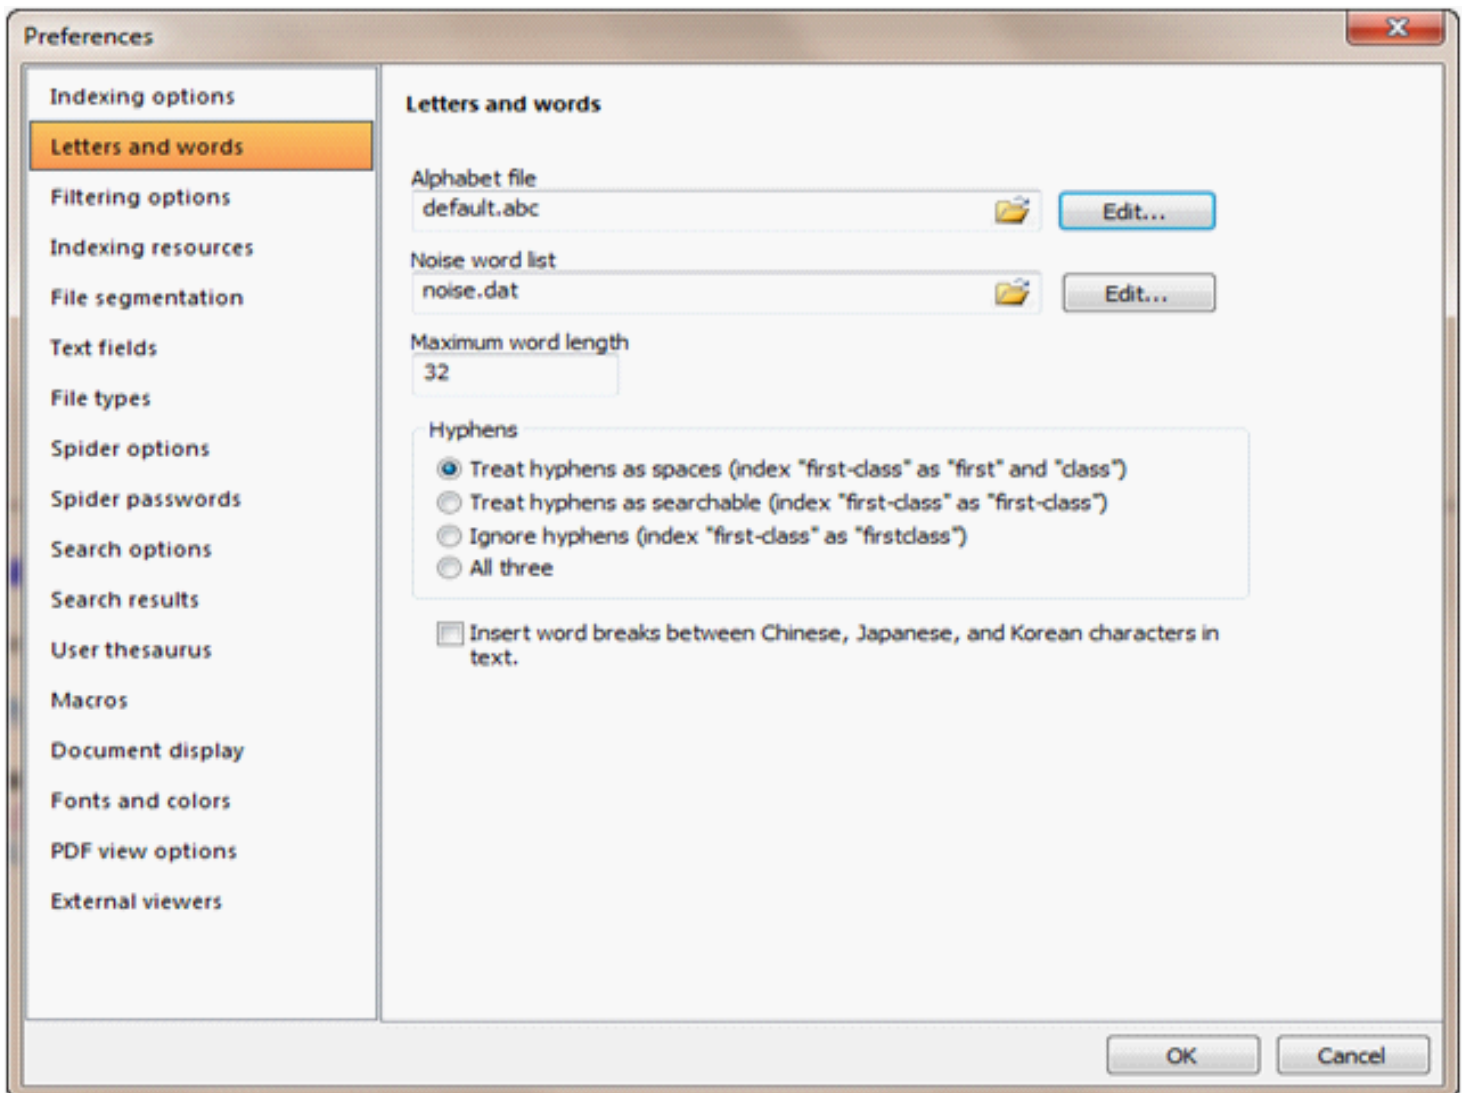 Preferences
Indexing options
Letters and words
Filtering options
Indexing resources
File segmentation
Text fields
File types
Spider options
Spider passwords
Search options
Search results
User thesaurus
Macros
Document display
Fonts and colors
PDF view options
External viewers
Letters and words
Alphabet file
default.abc
Edit...
Noise word list
noise.dat
Edit...
Maximum word length
32
Hyphens
Treat hyphens as spaces (index "first-class" as "first" and "class")
Treat hyphens as searchable (index "first-class" as "first-class")
Ignore hyphens (index "first-class" as "firstclass")
All three
Insert word breaks between Chinese, Japanese, and Korean characters in
text.
OK
Cancel